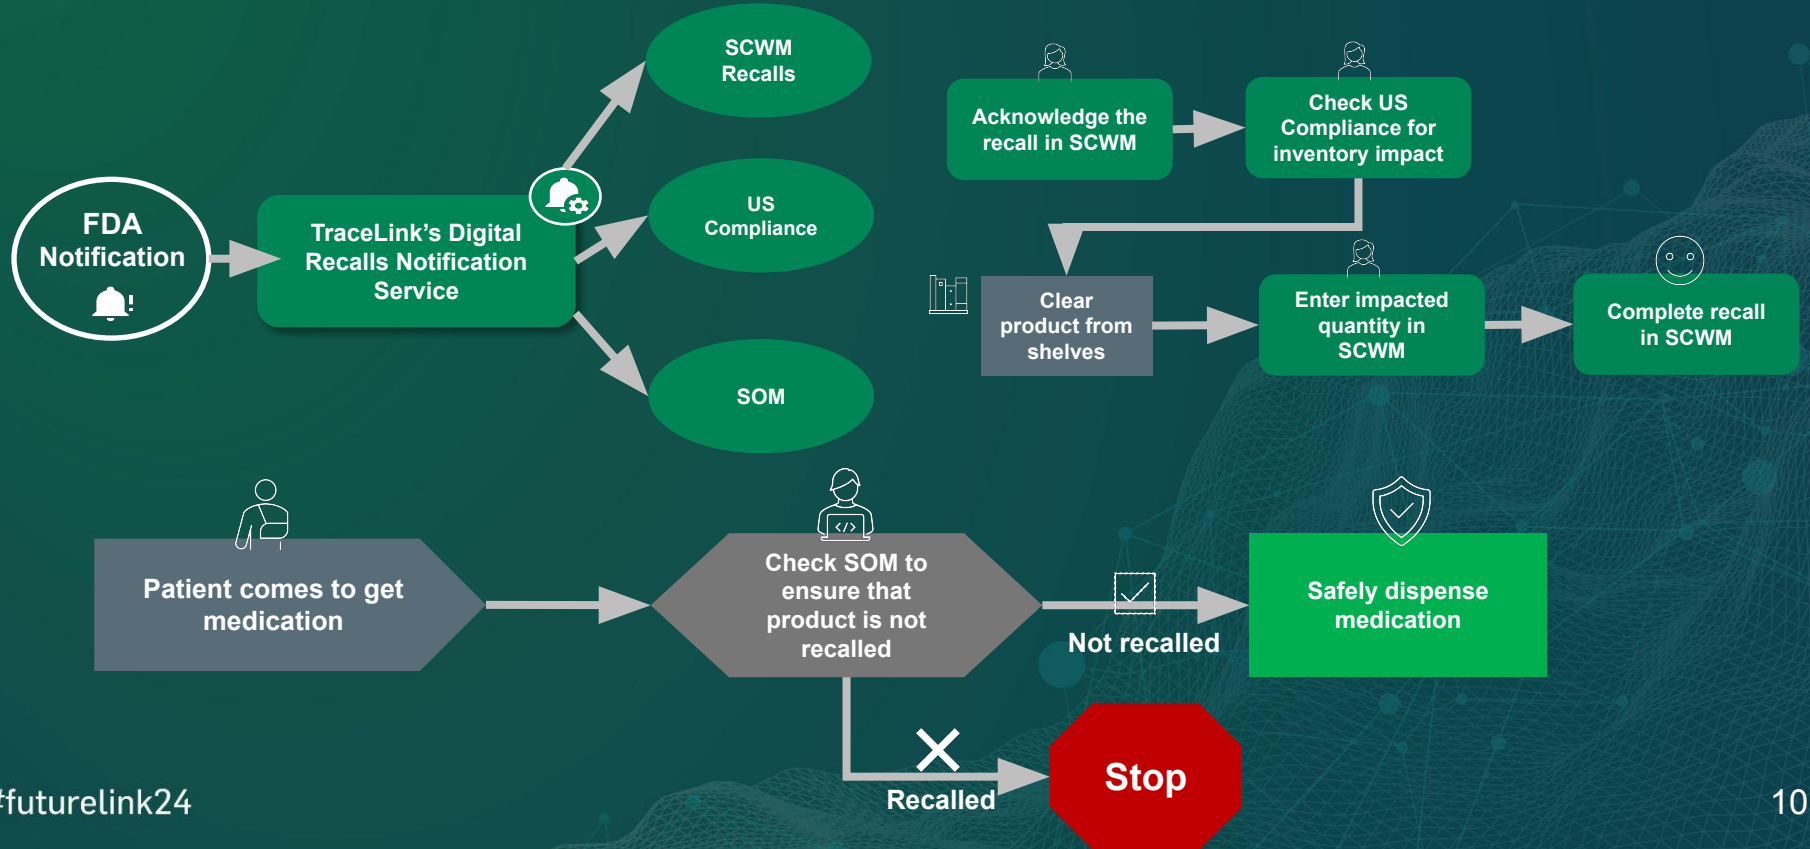 FDA
Notification
TraceLink's Digital
Recalls Notification
Service
SCWM
Recalls
US
Compliance
SOM
Acknowledge the
recall in SCWM
Check US
Compliance for
inventory impact
Clear
product from
shelves
Enter impacted
quantity in
SCWM
Complete recall
in SCWM
Patient comes to get
medication
</>
Check SOM to
ensure that
product is not
recalled
Not recalled
Safely dispense
medication
Recalled
Stop
#futurelink24
10